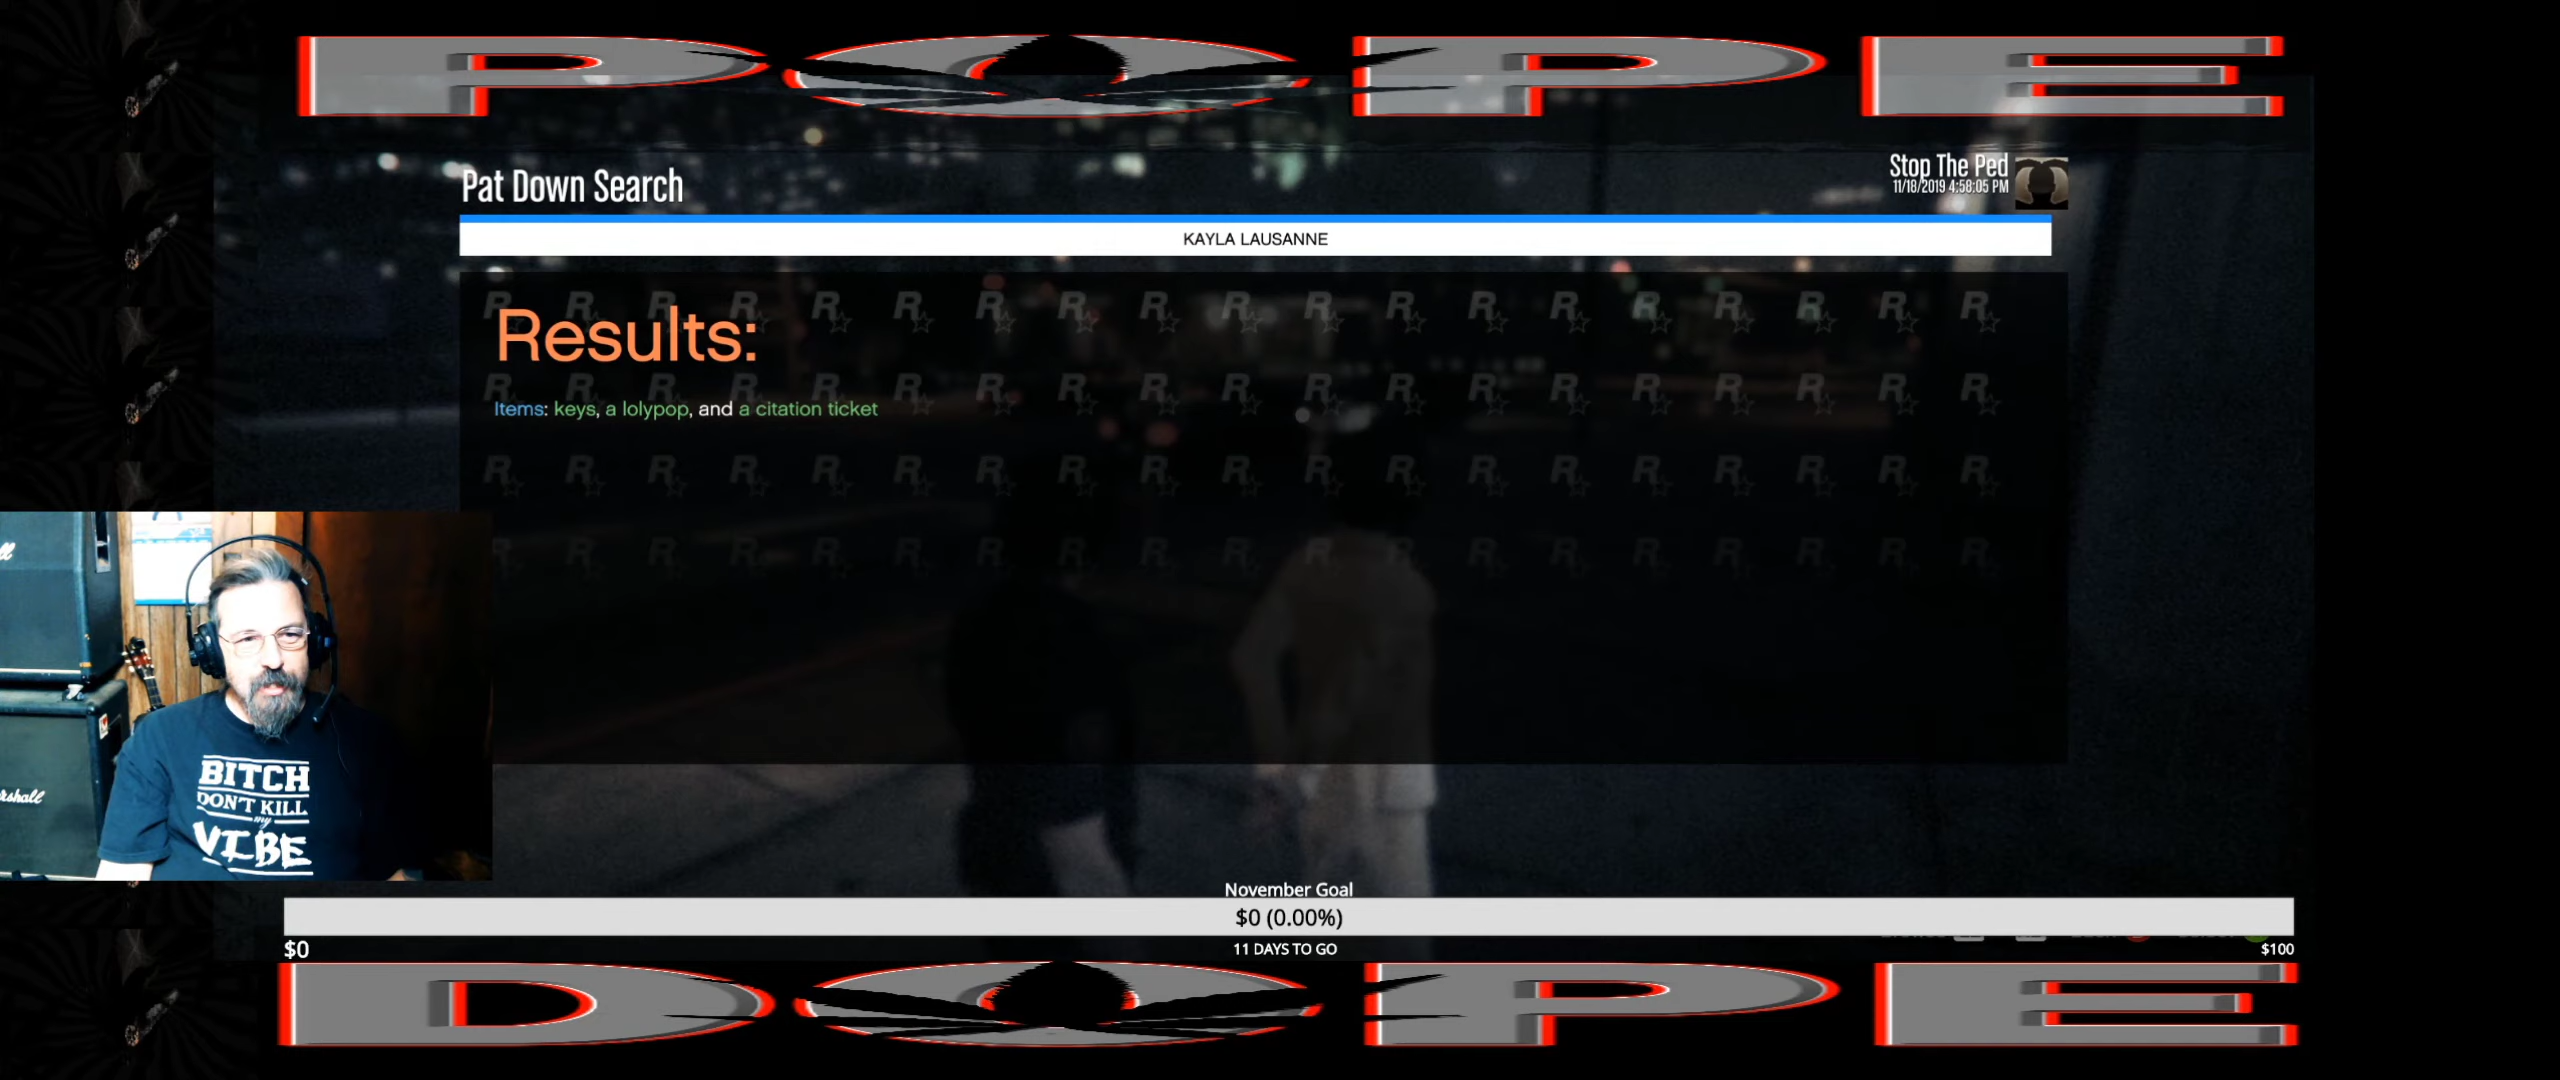 POPE
Pat Down Search
Stop The Ped
11/18/2019 4:58:05 PM
KAYLA LAUSANNE
Results:
Items: keys, a lolypop, and a citation ticket
BITCH
DON'T KILL
my
VIBE
November Goal
$0 (0.00%)
$0
11 DAYS TO GO
$100
DOPE